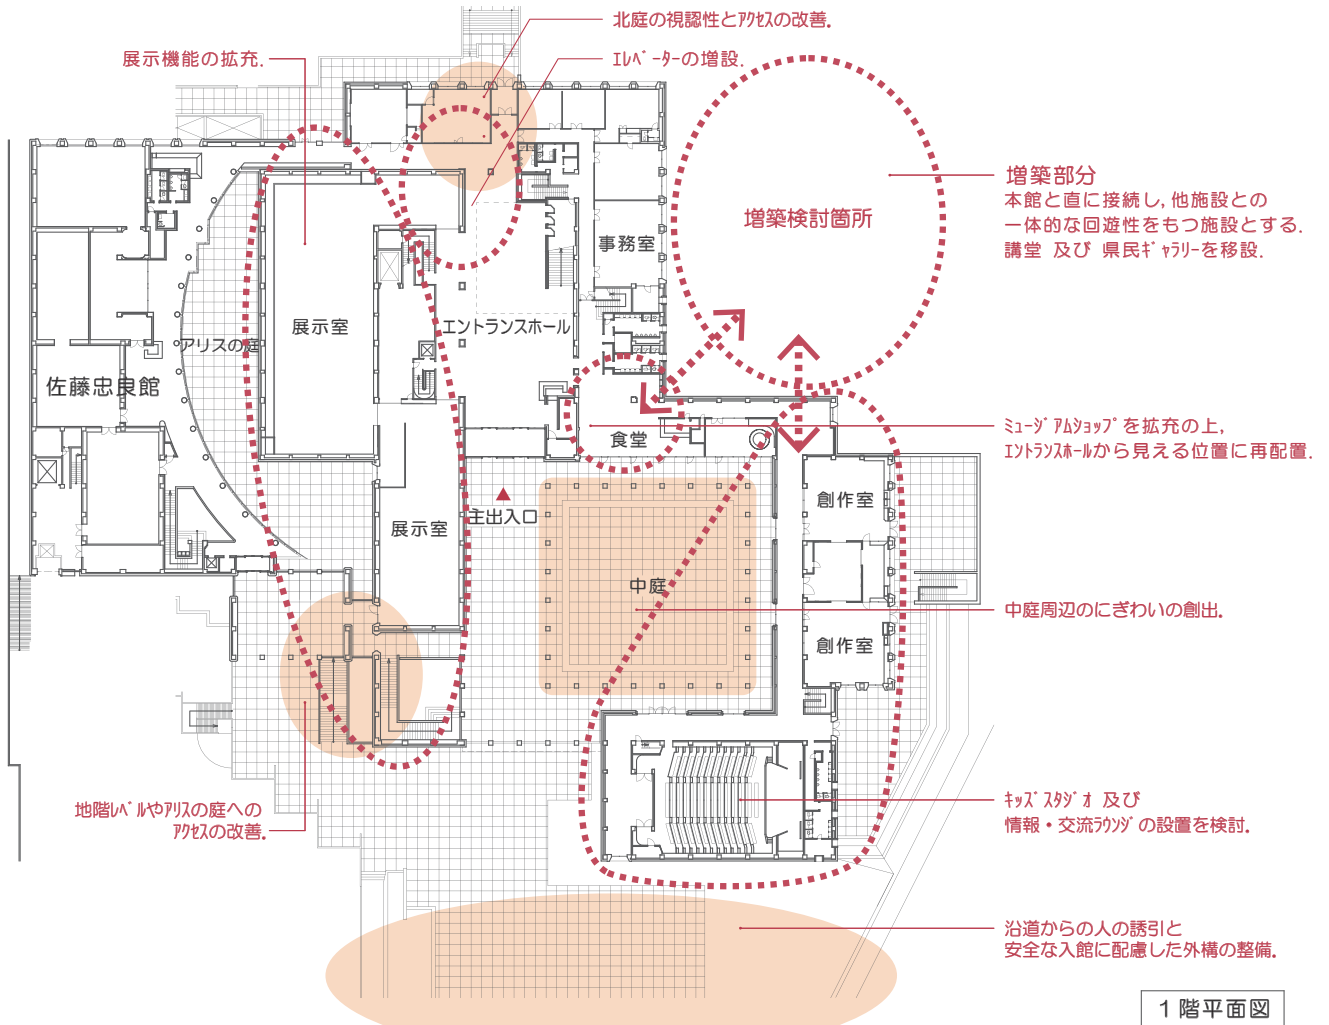 北庭の視認性とアクセスの改善.
展示機能の拡充.
エレベーターの増設.
増築部分
本館と直に接続し,他施設との
一体的な回遊性をもつ施設とする.
講堂 及び 県民ギャラリーを移設.
増築検討箇所
事務室
展示室
エントランスホール
アリスの庭
佐藤忠良館
食堂
ミュージアムショップを拡充の上,
エントランスホールから見える位置に再配置.
創作室
主出入口
展示室
中庭
中庭周辺のにぎわいの創出.
創作室
地階レベルやアリスの庭への
アクセスの改善.
キッズスタジオ 及び
情報・交流ラウンジの設置を検討.
沿道からの人の誘引と
安全な入館に配慮した外構の整備.
1階平面図